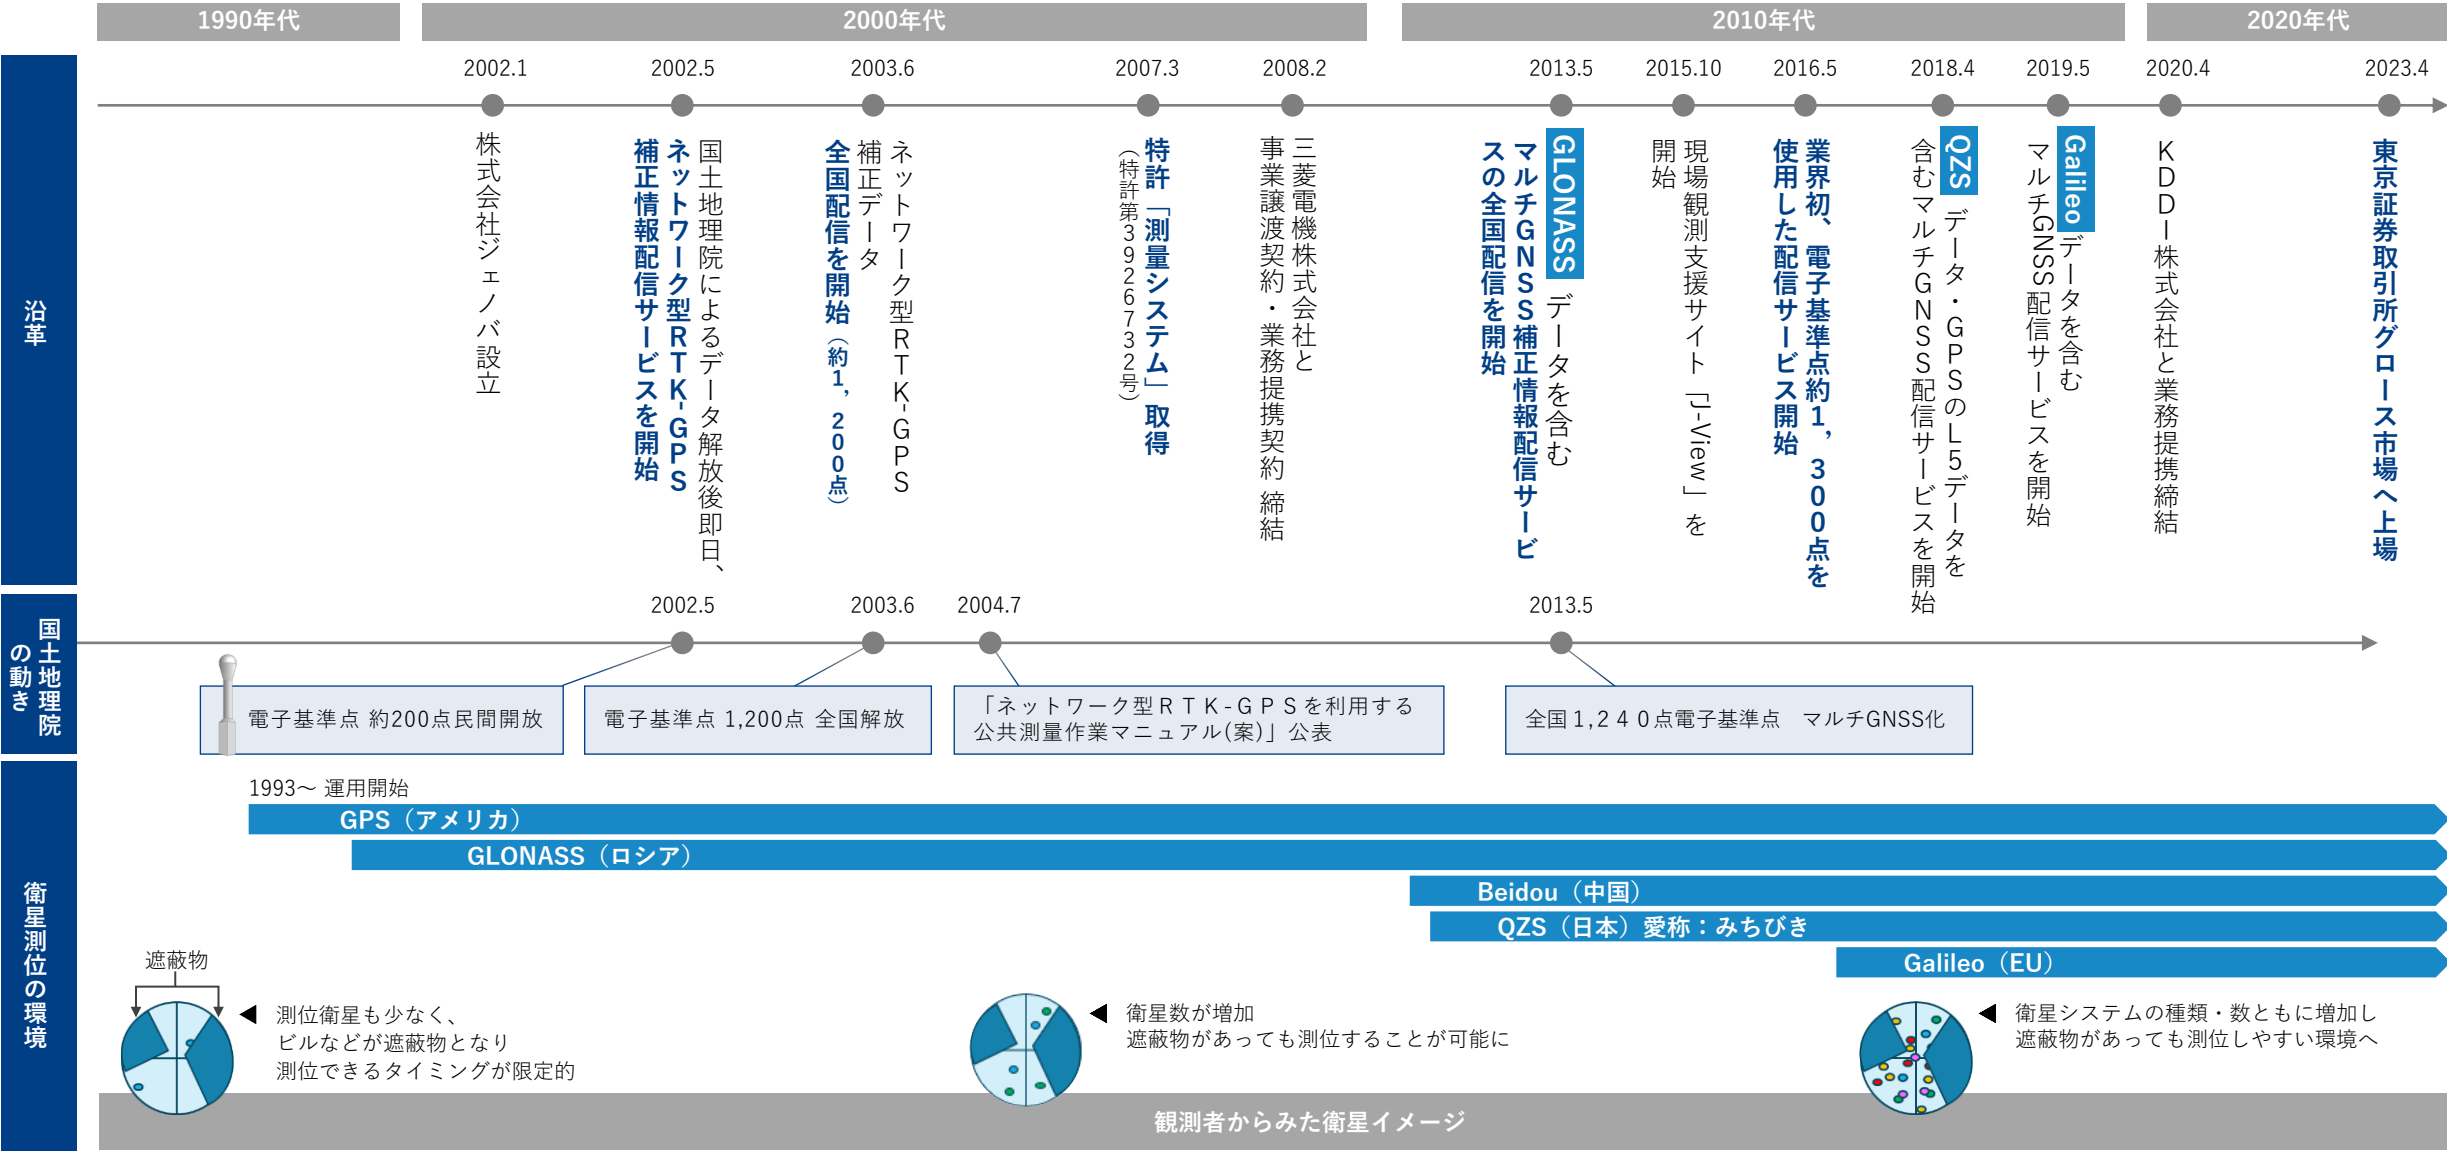 1990年代
2000年代
2010年代
2020年代
沿革
2002.1
株式会社ジェノバ設立
2002.5
国土地理院によるデータ解放後即日、
ネットワーク型RTK-GPS
補正情報配信サービスを開始
2003.6
ネットワーク型RTK-GPS
補正データ
全国配信を開始（約1，200点）
2007.3
特許「測量システム」取得
（特許第3926732号）
2008.2
三菱電機株式会社と
事業譲渡契約・業務提携契約 締結
2013.5
GLONASS データを含む
マルチGNSS補正情報配信サービ
スの全国配信を開始
2015.10
現場観測支援サイト「J-View」を
開始
2016.5
業界初、電子基準点約1，300点を
使用した配信サービス開始
2018.4
QZS データ・GPSのL5データを
含むマルチGNSS配信サービスを開始
2019.5
Galileo データを含む
マルチGNSS配信サービスを開始
2020.4
KDDI株式会社と業務提携締結
2023.4
東京証券取引所グロース市場へ上場
国土地理院
の動き
2002.5
2003.6
2004.7
2013.5
電子基準点 約200点民間開放
電子基準点 1,200点 全国解放
「ネットワーク型ＲＴＫ-ＧＰＳを利用する
公共測量作業マニュアル(案)」公表
全国１,２４０点電子基準点　マルチGNSS化
衛星測位の環境
1993～ 運用開始
GPS（アメリカ）
GLONASS（ロシア）
Beidou（中国）
QZS（日本）愛称：みちびき
Galileo（EU）
遮蔽物
測位衛星も少なく、
ビルなどが遮蔽物となり
測位できるタイミングが限定的
衛星数が増加
遮蔽物があっても測位することが可能に
衛星システムの種類・数ともに増加し
遮蔽物があっても測位しやすい環境へ
観測者からみた衛星イメージ